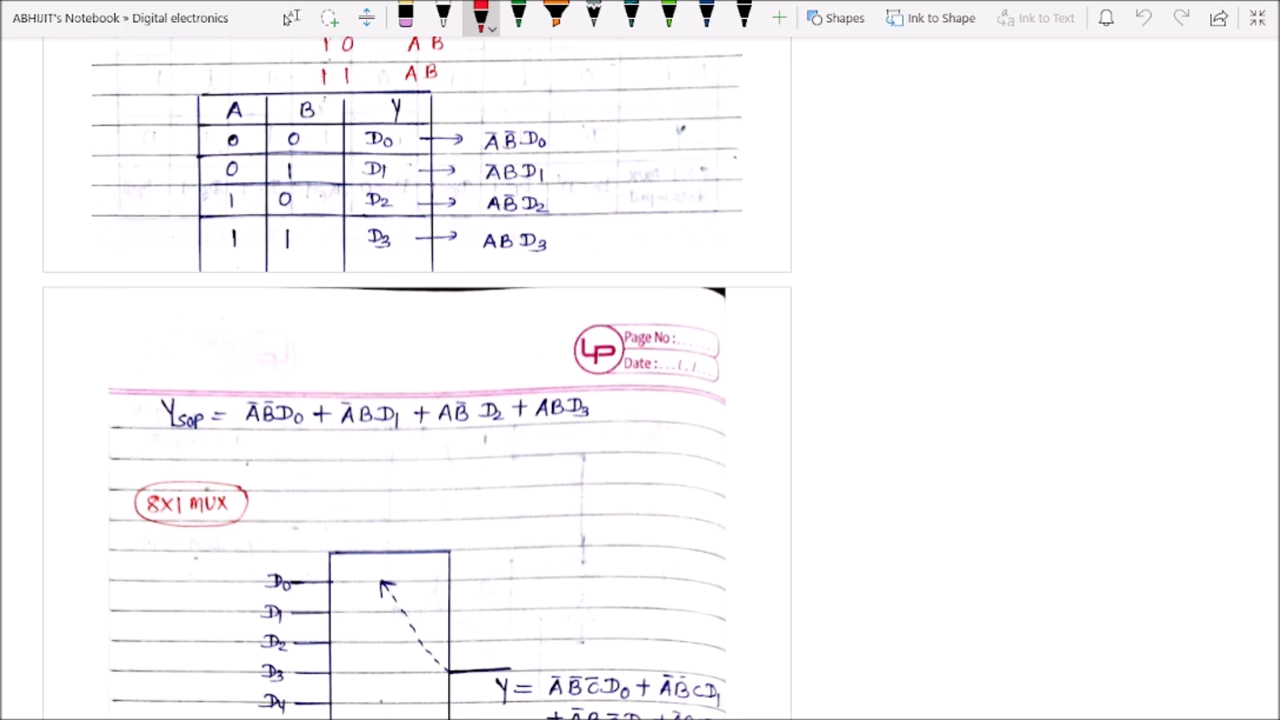 ABHIJIT's Notebook » Digital electronics
Shapes
Ink to Shape
Ink to Text
1 0 A B̄
1 1 A B
A B Y
0 0 D0 → ĀB̄D0
0 1 D1 → ĀBD1
1 0 D2 → AB̄D2
1 1 D3 → ABD3
LP
Page No:.......
Date:...../...../.....
YSOP = ĀB̄D0 + ĀBD1 + AB̄D2 + ABD3
8X1 MUX
D0
D1
D2
D3
D4
Y = ĀB̄C̄D0 + ĀB̄CD1